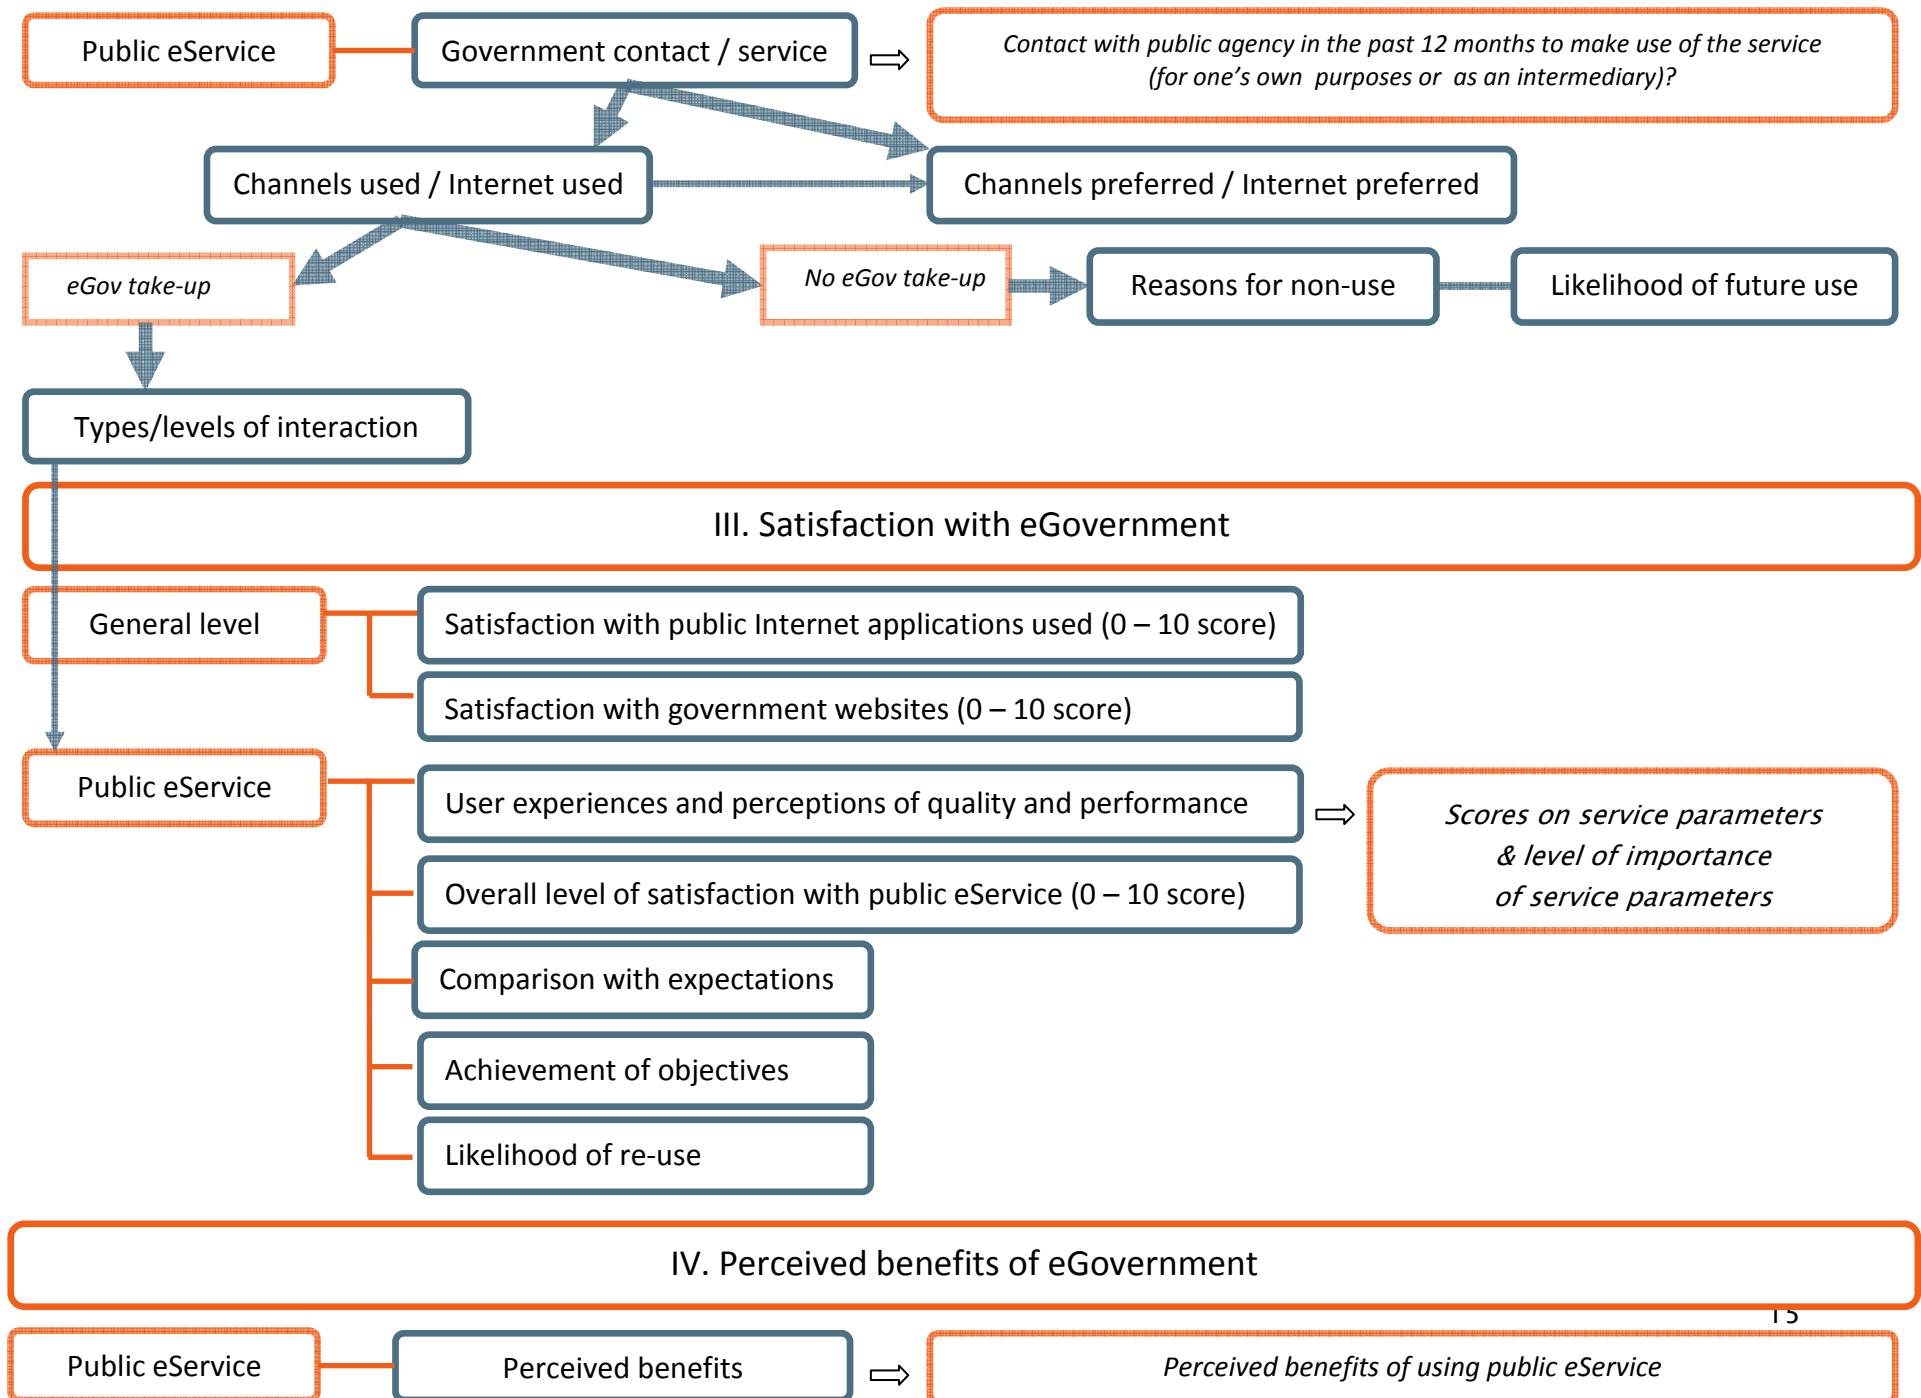 Public eService
Government contact / service
Contact with public agency in the past 12 months to make use of the service
(for one's own purposes or as an intermediary)?
Channels used / Internet used
Channels preferred / Internet preferred
eGov take-up
No eGov take-up
Reasons for non-use
Likelihood of future use
Types/levels of interaction
III. Satisfaction with eGovernment
General level
Satisfaction with public Internet applications used (0 – 10 score)
Satisfaction with government websites (0 – 10 score)
Public eService
User experiences and perceptions of quality and performance
Scores on service parameters
& level of importance
of service parameters
Overall level of satisfaction with public eService (0 – 10 score)
Comparison with expectations
Achievement of objectives
Likelihood of re-use
IV. Perceived benefits of eGovernment
15
Public eService
Perceived benefits
Perceived benefits of using public eService